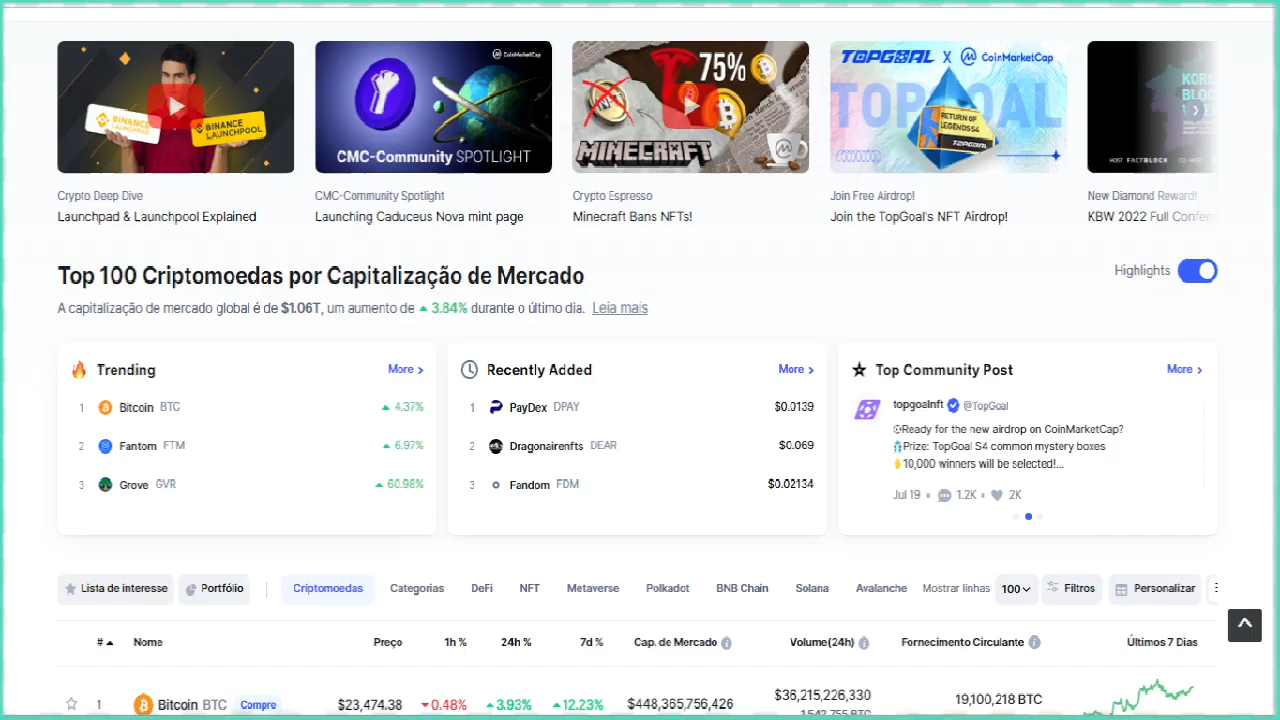 BINANCE LAUNCHPAD
BINANCE LAUNCHPOOL
CoinMarketCap
CMC-Community SPOTLIGHT
75%
MINECRAFT
TOPGOAL X CoinMarketCap
TOPGOAL
RETURN OF LEGENDS S4
TOPGOAL
HOST FACTBLOCK
Crypto Deep Dive
Launchpad & Launchpool Explained
CMC-Community Spotlight
Launching Caduceus Nova mint page
Crypto Espresso
Minecraft Bans NFTs!
Join Free Airdrop!
Join the TopGoal's NFT Airdrop!
New Diamond Reward!
KBW 2022 Full
Top 100 Criptomoedas por Capitalização de Mercado
Highlights
A capitalização de mercado global é de $1.06T, um aumento de 3.84% durante o último dia. Leia mais
Trending More
1 Bitcoin BTC 4.37%
2 Fantom FTM 6.97%
3 Grove GVR 60.98%
Recently Added More
1 PayDex DPAY $0.0139
2 Dragonairenfts DEAR $0.069
3 Fandom FDM $0.02134
Top Community Post More
topgoalnft @TopGoal
Ready for the new airdrop on CoinMarketCap?
Prize: TopGoal S4 common mystery boxes
10,000 winners will be selected!...
Jul 19 • 1.2K • 2K
Lista de interesse Portfólio Criptomoedas Categorias DeFi NFT Metaverse Polkadot BNB Chain Solana Avalanche Mostrar linhas 100 Filtros Personalizar
# Nome Preço 1h % 24h % 7d % Cap. de Mercado Volume(24h) Fornecimento Circulante Últimos 7 Dias
1 Bitcoin BTC Compre $23,474.38 0.48% 3.93% 12.23% $448,365,756,426 $36,215,226,330 19,100,218 BTC